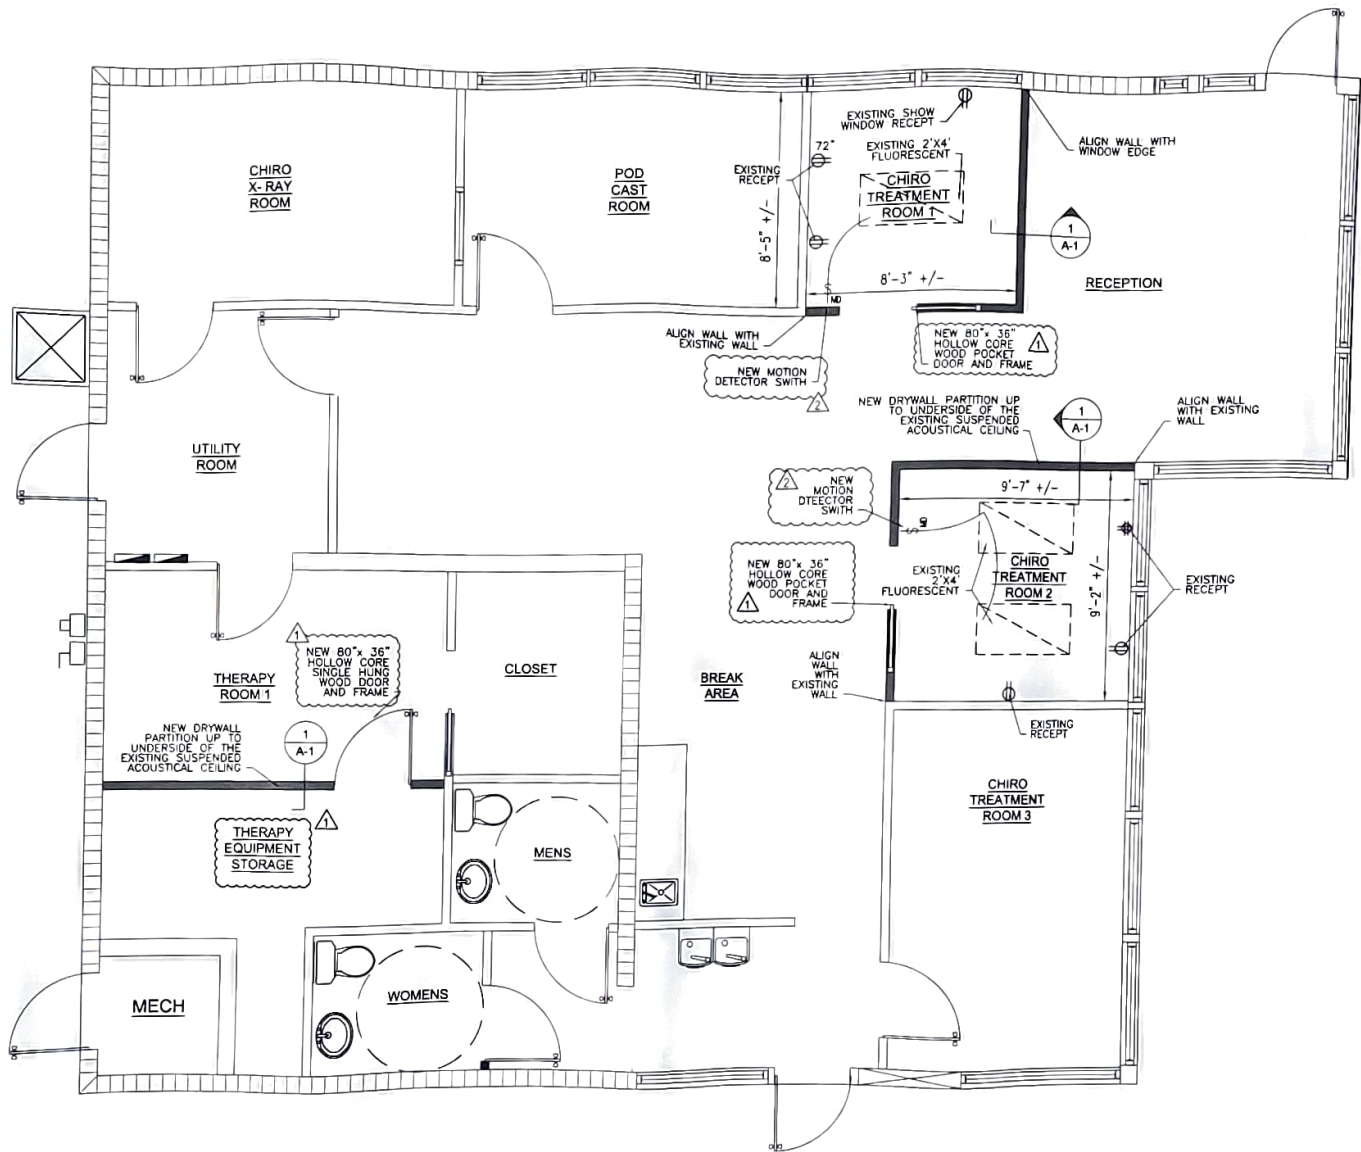 CHIRO
X- RAY
ROOM
POD
CAST
ROOM
8'-5" +/-
EXISTING SHOW
WINDOW RECEPT
72"
EXISTING 2'X4'
FLUORESCENT
EXISTING
RECEPT
CHIRO
TREATMENT
ROOM 1
8'-3" +/-
ALIGN WALL WITH
WINDOW EDGE
1
A-1
RECEPTION
S
MD
ALIGN WALL WITH
EXISTING WALL
NEW MOTION
DETECTOR SWITH
2
NEW 80"x 36"
HOLLOW CORE
WOOD POCKET
DOOR AND FRAME
1
NEW DRYWALL PARTITION UP
TO UNDERSIDE OF THE
EXISTING SUSPENDED
ACOUSTICAL CEILING
1
A-1
ALIGN WALL
WITH EXISTING
WALL
UTILITY
ROOM
2
NEW
MOTION
DTEECTOR
SWITH
9'-7" +/-
S
MD
NEW 80"x 36"
HOLLOW CORE
WOOD POCKET
DOOR AND
FRAME
1
EXISTING
2'X4'
FLUORESCENT
CHIRO
TREATMENT
ROOM 2
9'-2" +/-
EXISTING
RECEPT
1
NEW 80"x 36"
HOLLOW CORE
SINGLE HUNG
WOOD DOOR
AND FRAME
THERAPY
ROOM 1
CLOSET
BREAK
AREA
ALIGN
WALL
WITH
EXISTING
WALL
EXISTING
RECEPT
NEW DRYWALL
PARTITION UP TO
UNDERSIDE OF THE
EXISTING SUSPENDED
ACOUSTICAL CEILING
1
A-1
1
THERAPY
EQUIPMENT
STORAGE
CHIRO
TREATMENT
ROOM 3
MENS
WOMENS
MECH